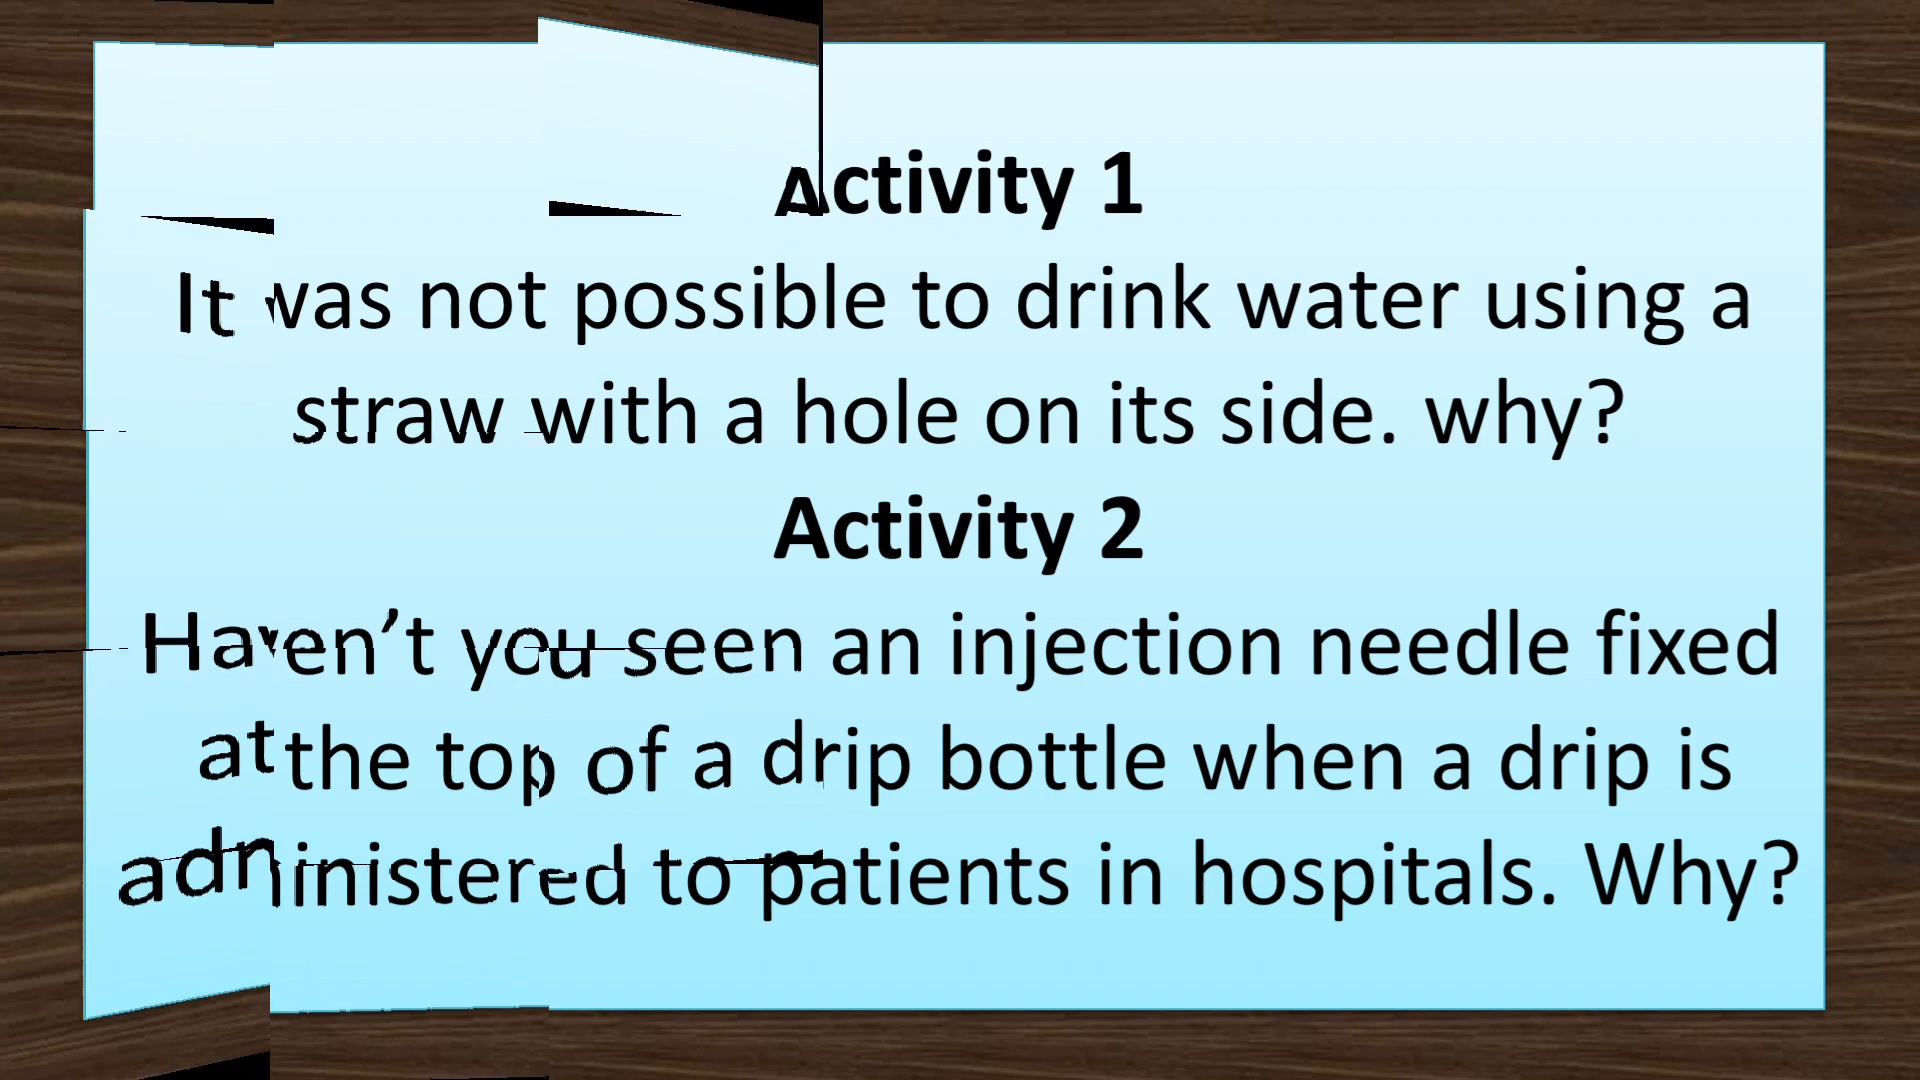 Activity 1
It was not possible to drink water using a
straw with a hole on its side. why?
Activity 2
Haven’t you seen an injection needle fixed
at the top of a drip bottle when a drip is
administered to patients in hospitals. Why?